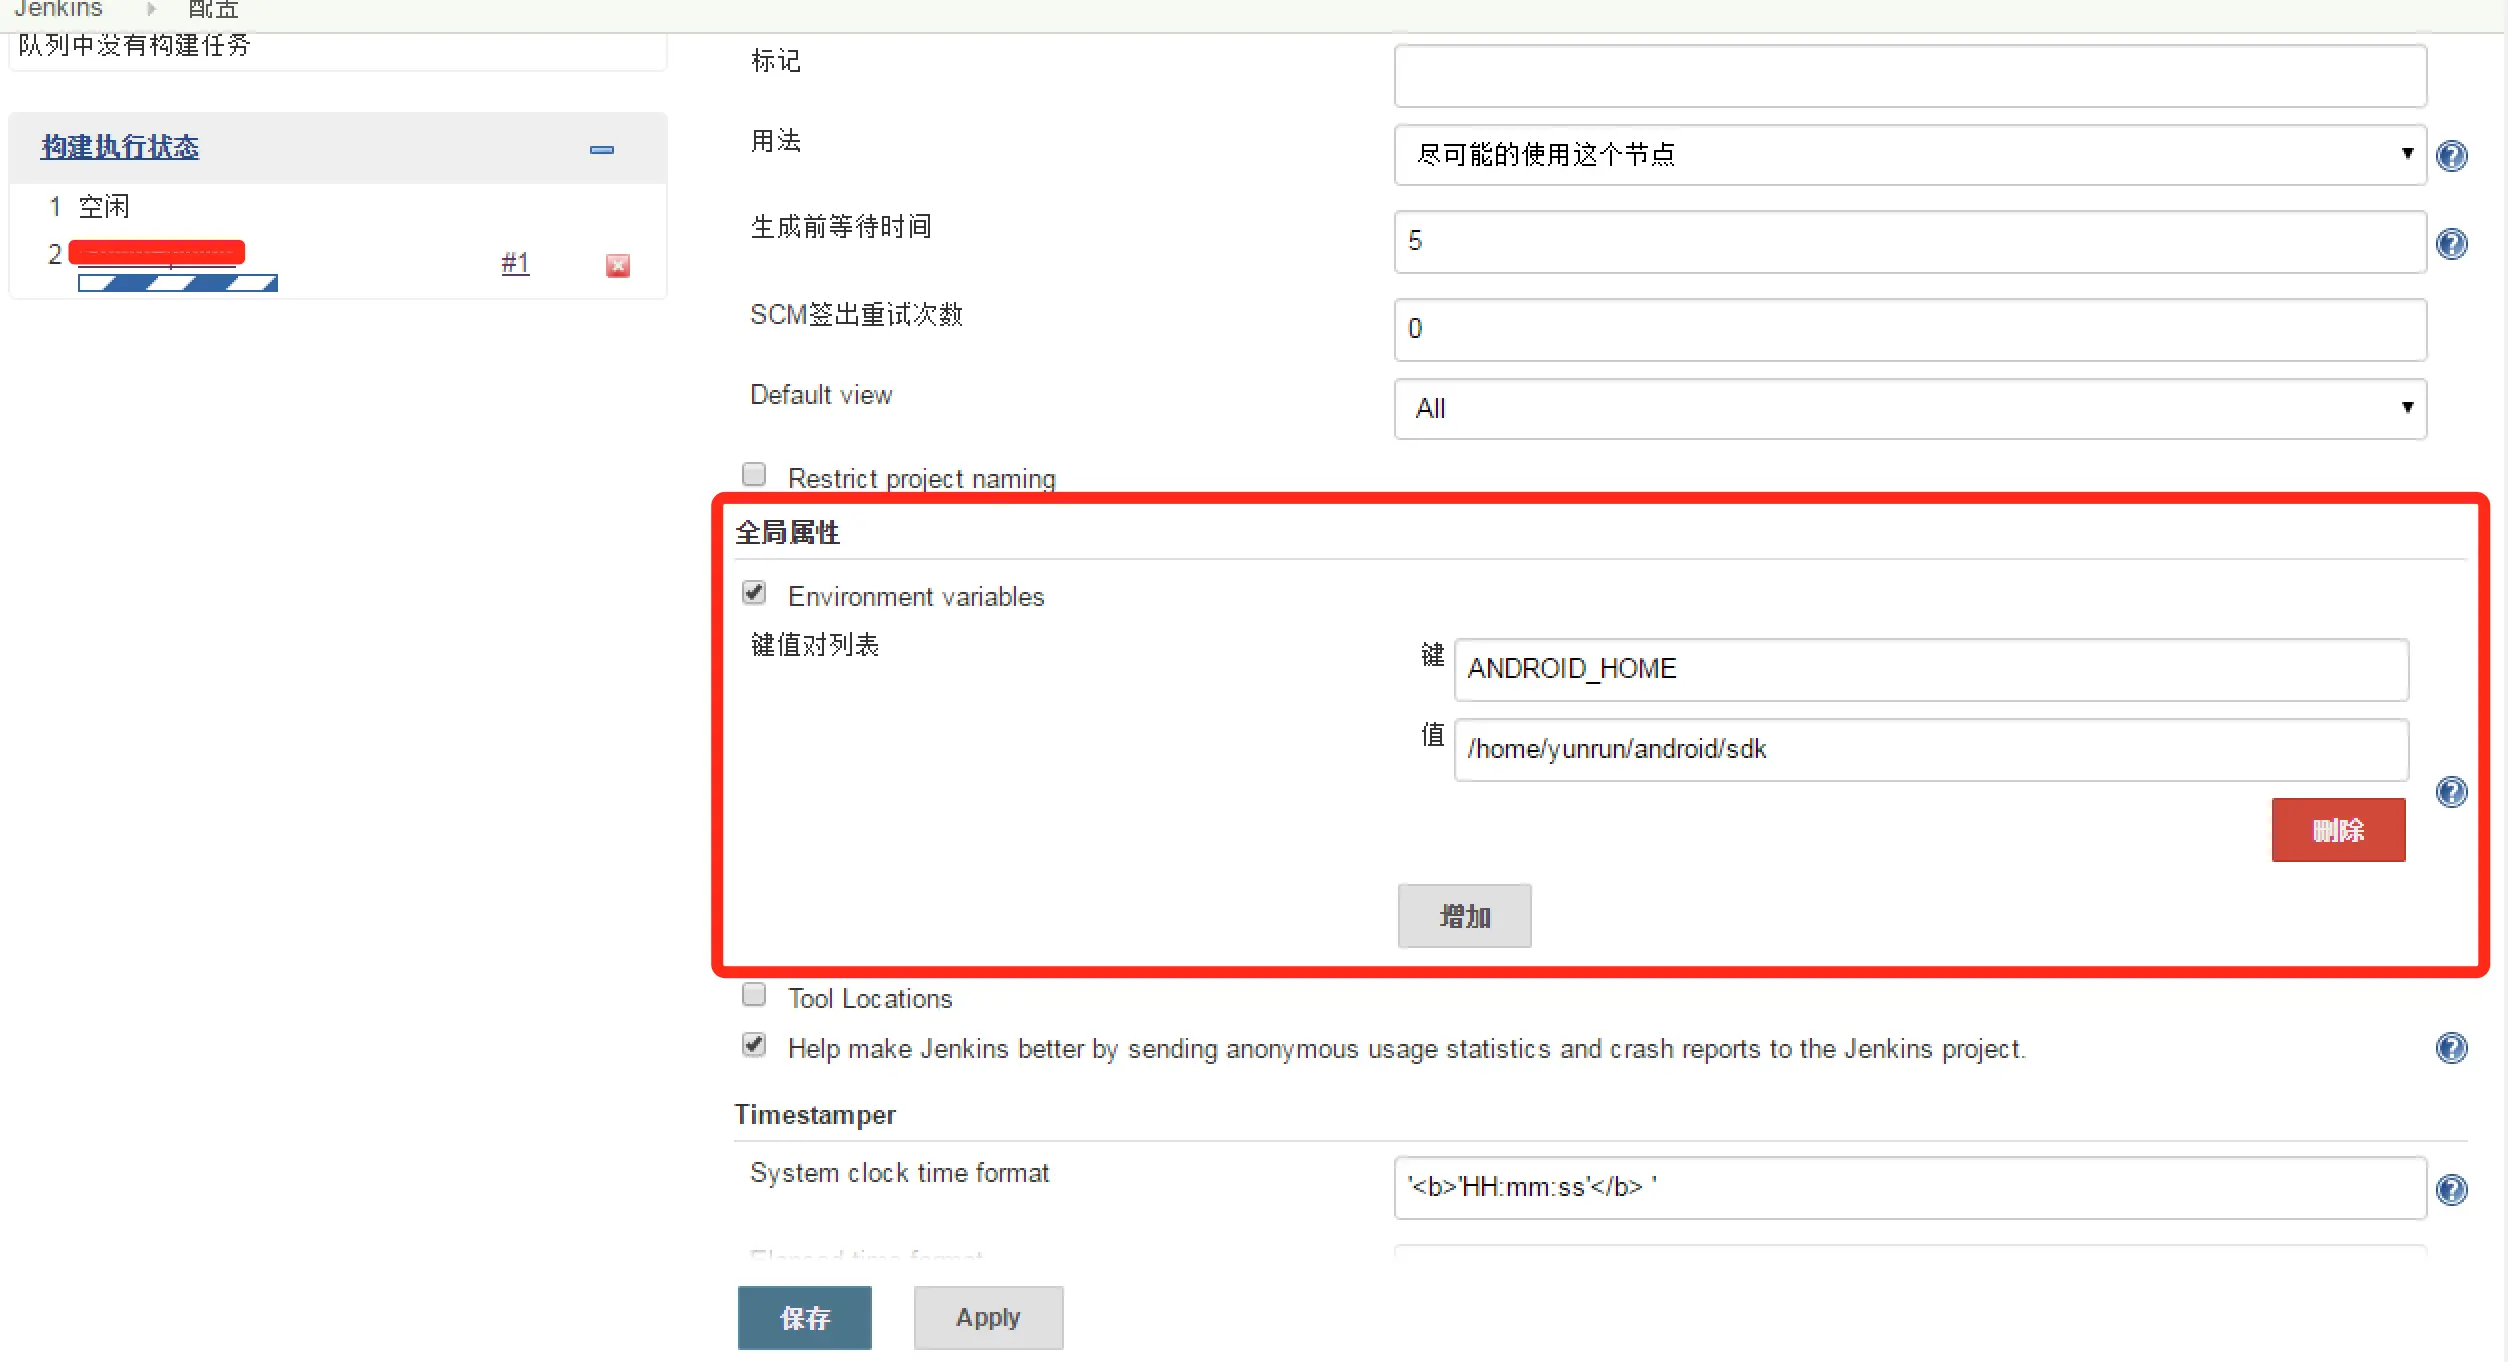 Jenkins 配置
队列中没有构建任务
构建执行状态
1 空闲
2 #1
标记
用法 尽可能的使用这个节点
生成前等待时间 5
SCM签出重试次数 0
Default view All
Restrict project naming
全局属性
Environment variables
键值对列表 键 ANDROID_HOME
值 /home/yunrun/android/sdk
删除
增加
Tool Locations
Help make Jenkins better by sending anonymous usage statistics and crash reports to the Jenkins project.
Timestamper
System clock time format '<b>'HH:mm:ss'</b> '
Elapsed time format
保存 Apply